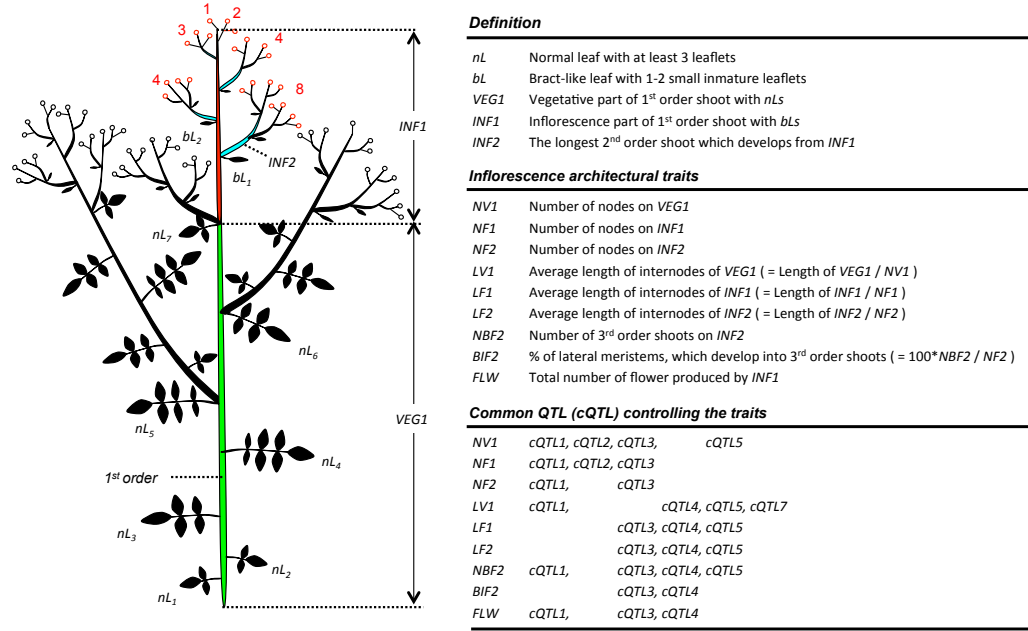 1
2
3
4
4
8
INF1
bL2
INF2
bL1
nL7
nL6
nL5
VEG1
nL4
1st order
nL3
nL2
nL1
Definition
nL Normal leaf with at least 3 leaflets
bL Bract-like leaf with 1-2 small inmature leaflets
VEG1 Vegetative part of 1st order shoot with nLs
INF1 Inflorescence part of 1st order shoot with bLs
INF2 The longest 2nd order shoot which develops from INF1
Inflorescence architectural traits
NV1 Number of nodes on VEG1
NF1 Number of nodes on INF1
NF2 Number of nodes on INF2
LV1 Average length of internodes of VEG1 ( = Length of VEG1 / NV1 )
LF1 Average length of internodes of INF1 ( = Length of INF1 / NF1 )
LF2 Average length of internodes of INF2 ( = Length of INF2 / NF2 )
NBF2 Number of 3rd order shoots on INF2
BIF2 % of lateral meristems, which develop into 3rd order shoots ( = 100*NBF2 / NF2 )
FLW Total number of flower produced by INF1
Common QTL (cQTL) controlling the traits
NV1 cQTL1, cQTL2, cQTL3, cQTL5
NF1 cQTL1, cQTL2, cQTL3
NF2 cQTL1, cQTL3
LV1 cQTL1, cQTL4, cQTL5, cQTL7
LF1 cQTL3, cQTL4, cQTL5
LF2 cQTL3, cQTL4, cQTL5
NBF2 cQTL1, cQTL3, cQTL4, cQTL5
BIF2 cQTL3, cQTL4
FLW cQTL1, cQTL3, cQTL4